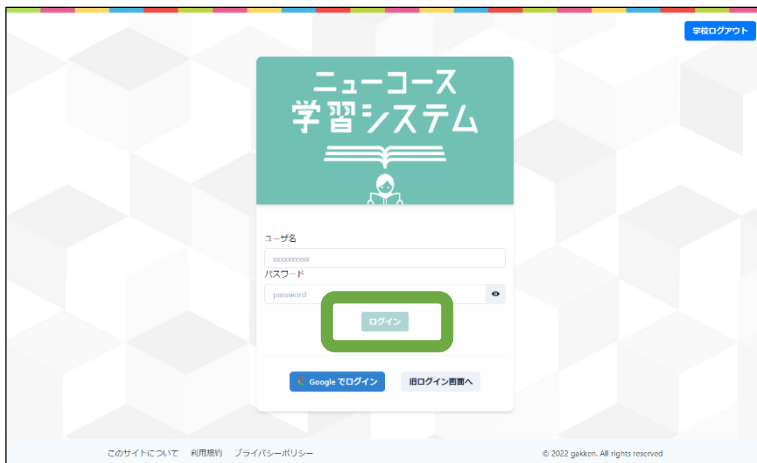 学校ログアウト
ニューコース
学習システム
ユーザ名
xxxxxxxxxx
パスワード
password
ログイン
Google でログイン 旧ログイン画面へ
このサイトについて 利用規約 プライバシーポリシー © 2022 gakken. All rights reserved